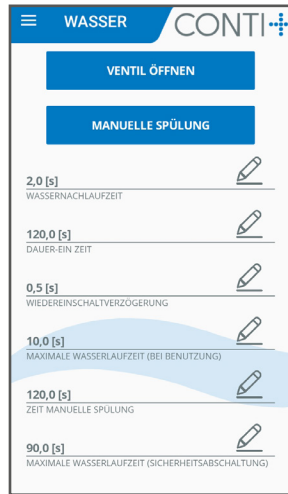 WASSER
CONTI+
VENTIL ÖFFNEN
MANUELLE SPÜLUNG
2,0 [s]
WASSERNACHLAUFZEIT
120,0 [s]
DAUER-EIN ZEIT
0,5 [s]
WIEDEREINSCHALTVERZÖGERUNG
10,0 [s]
MAXIMALE WASSERLAUFZEIT (BEI BENUTZUNG)
120,0 [s]
ZEIT MANUELLE SPÜLUNG
90,0 [s]
MAXIMALE WASSERLAUFZEIT (SICHERHEITSABSCHALTUNG)